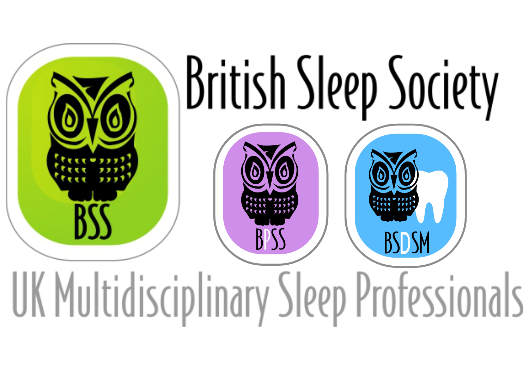 British Sleep Society
BSS
BPSS
BSDSM
UK Multidisciplinary Sleep Professionals